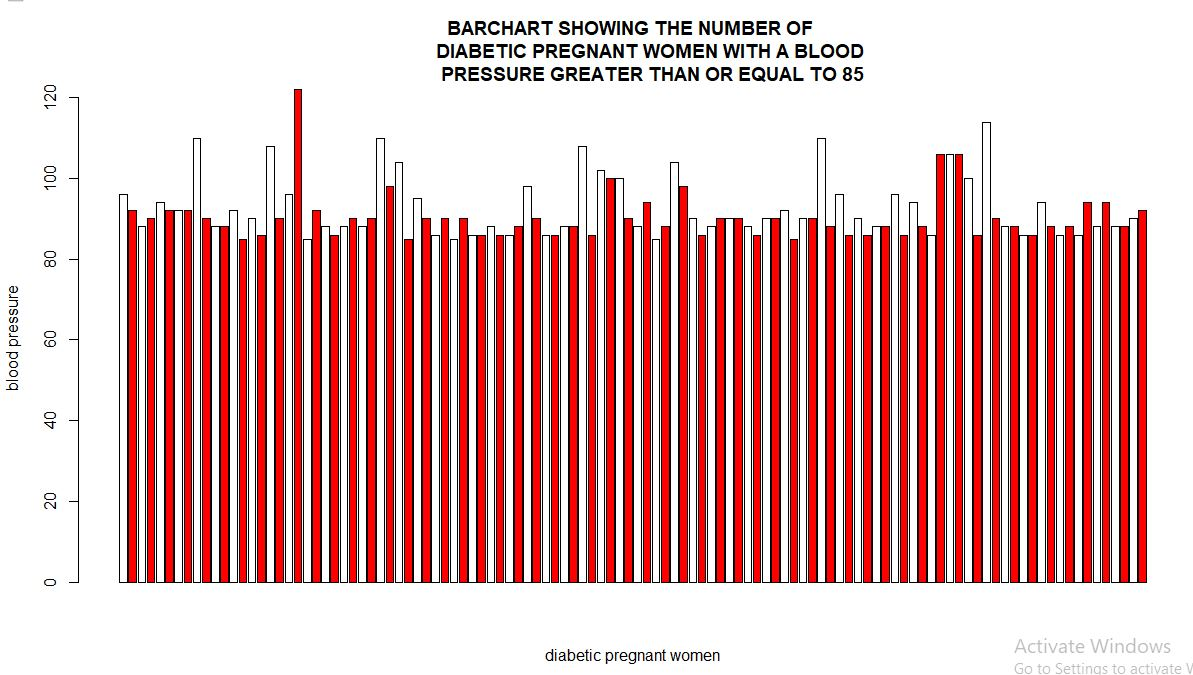 BARCHART SHOWING THE NUMBER OF
DIABETIC PREGNANT WOMEN WITH A BLOOD
PRESSURE GREATER THAN OR EQUAL TO 85
120
100
80
60
40
20
0
blood pressure
diabetic pregnant women
Activate Windows
Go to Settings to activate